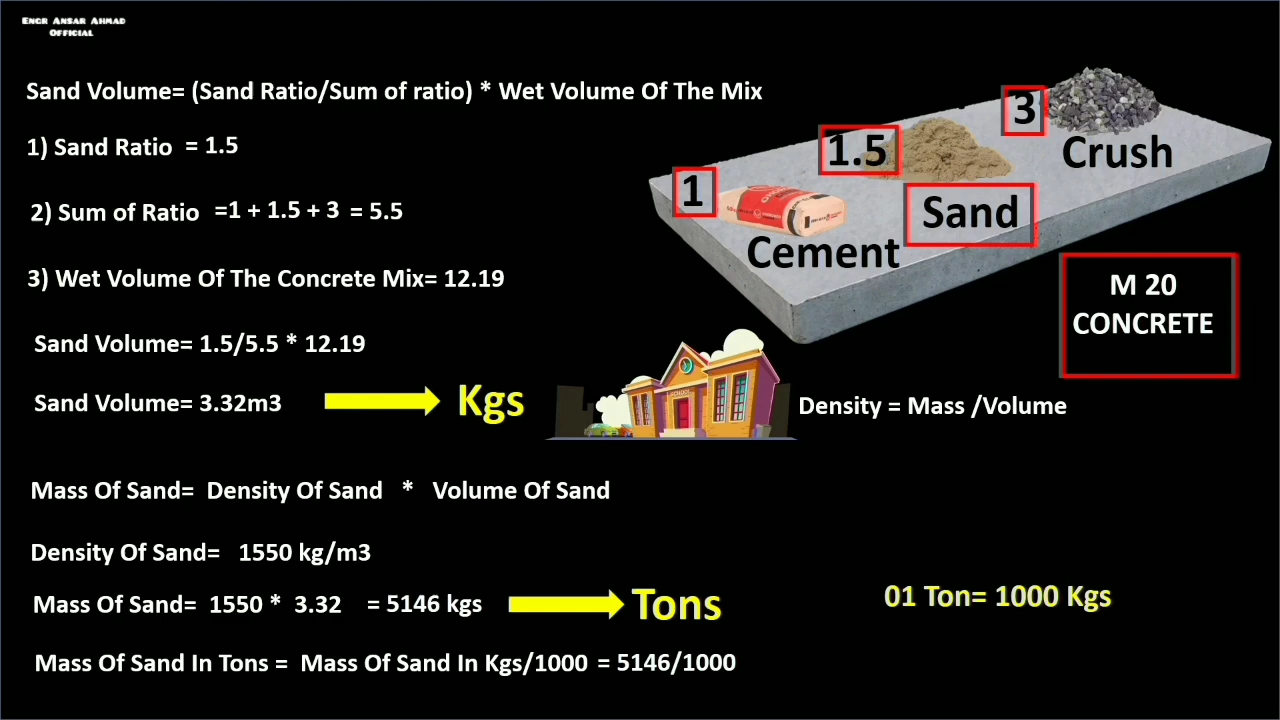 Engr Ansar Ahmad
Official
Sand Volume= (Sand Ratio/Sum of ratio) * Wet Volume Of The Mix
1) Sand Ratio = 1.5
2) Sum of Ratio =1 + 1.5 + 3 = 5.5
3) Wet Volume Of The Concrete Mix= 12.19
Sand Volume= 1.5/5.5 * 12.19
Sand Volume= 3.32m3
Kgs
3
Crush
1.5
Sand
1
Cement
M 20
CONCRETE
SCHOOL
Density = Mass /Volume
Mass Of Sand= Density Of Sand * Volume Of Sand
Density Of Sand= 1550 kg/m3
Mass Of Sand= 1550 * 3.32 = 5146 kgs
Tons
01 Ton= 1000 Kgs
Mass Of Sand In Tons = Mass Of Sand In Kgs/1000 = 5146/1000